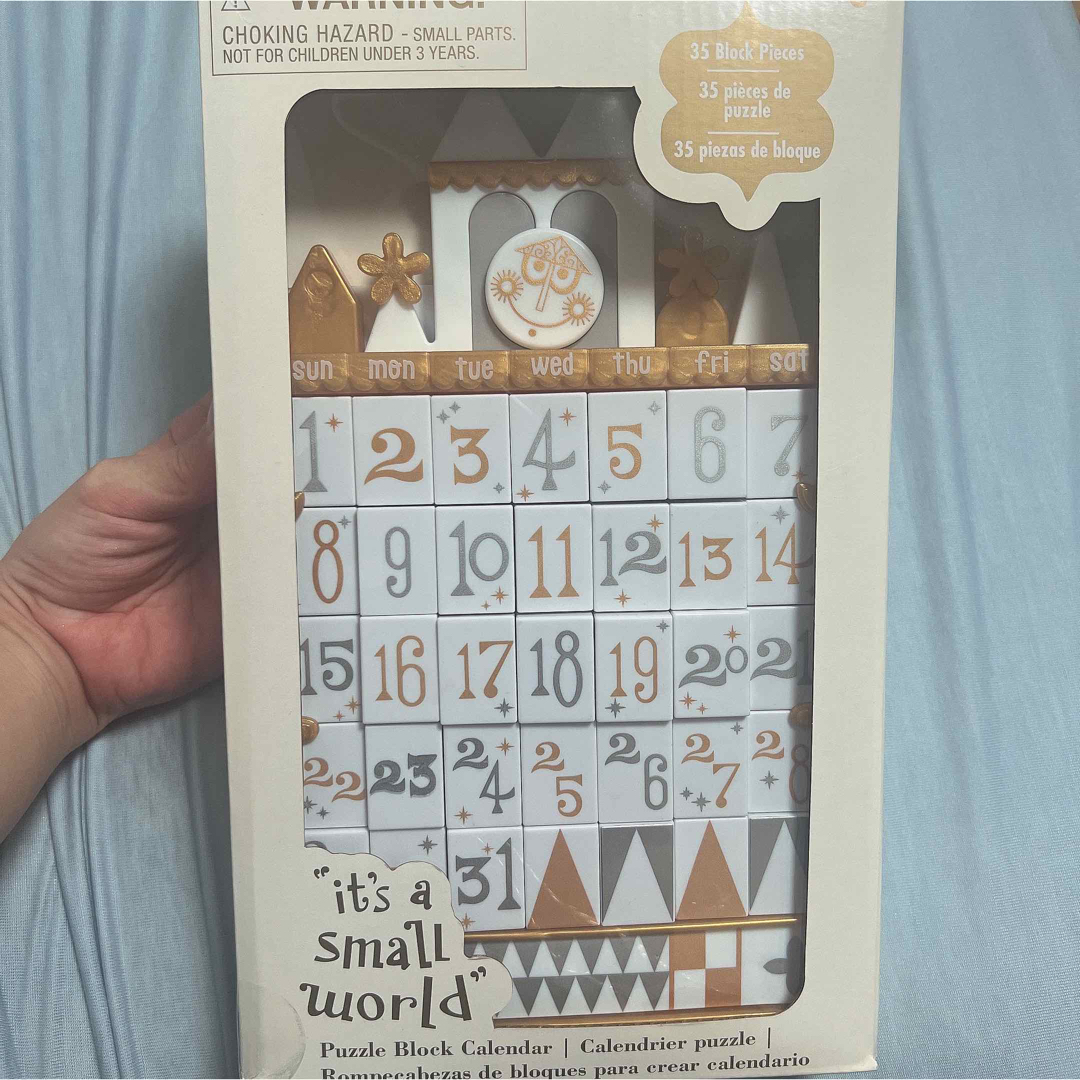 WARNING:
CHOKING HAZARD - SMALL PARTS.
NOT FOR CHILDREN UNDER 3 YEARS.
35 Block Pieces
35 pièces de
puzzle
35 piezas de bloque
sun mon tue wed thu fri sat
1 2 3 4 5 6 7
8 9 10 11 12 13 14
15 16 17 18 19 20 21
22 23 24 25 26 27 28
31
"it's a
small
world"
Puzzle Block Calendar | Calendrier puzzle |
Rompecabezas de bloques para crear calendario